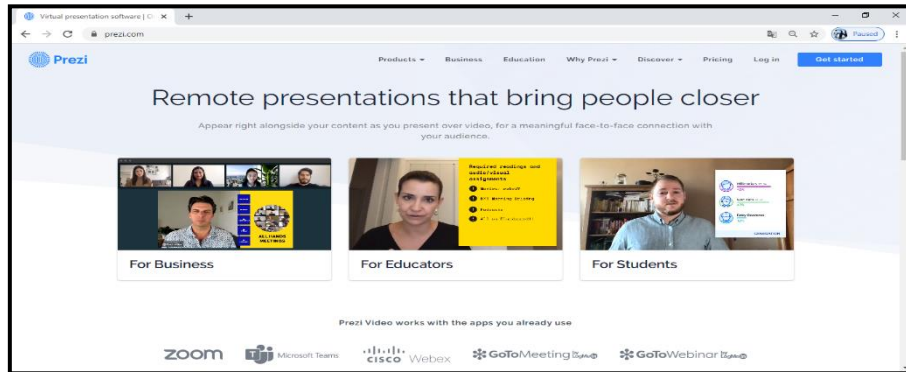 Virtual presentation software |
prezi.com
Paused
Prezi
Products Business Education Why Prezi Discover Pricing Log in Get started
Remote presentations that bring people closer
Appear right alongside your content as you present over video, for a meaningful face-to-face connection with
your audience.
ALL HANDS
MEETINGS
Required readings and
audio/visual
assignments
For Business
For Educators
For Students
Prezi Video works with the apps you already use
zoom
Microsoft Teams
CISCO Webex
GoToMeeting
GoToWebinar